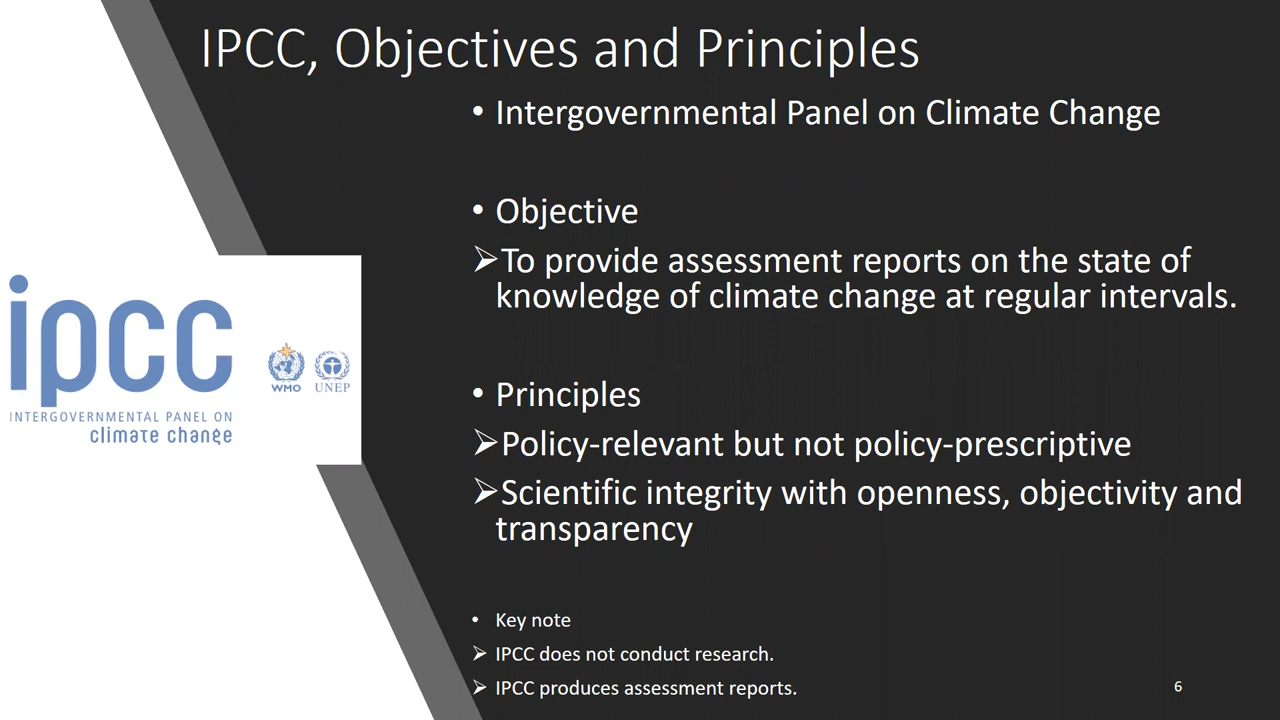 IPCC, Objectives and Principles
• Intergovernmental Panel on Climate Change
• Objective
➢To provide assessment reports on the state of
knowledge of climate change at regular intervals.
ipcc
INTERGOVERNMENTAL PANEL ON
climate change
WMO
UNEP
• Principles
➢Policy-relevant but not policy-prescriptive
➢Scientific integrity with openness, objectivity and
transparency
• Key note
➢ IPCC does not conduct research.
➢ IPCC produces assessment reports.
6